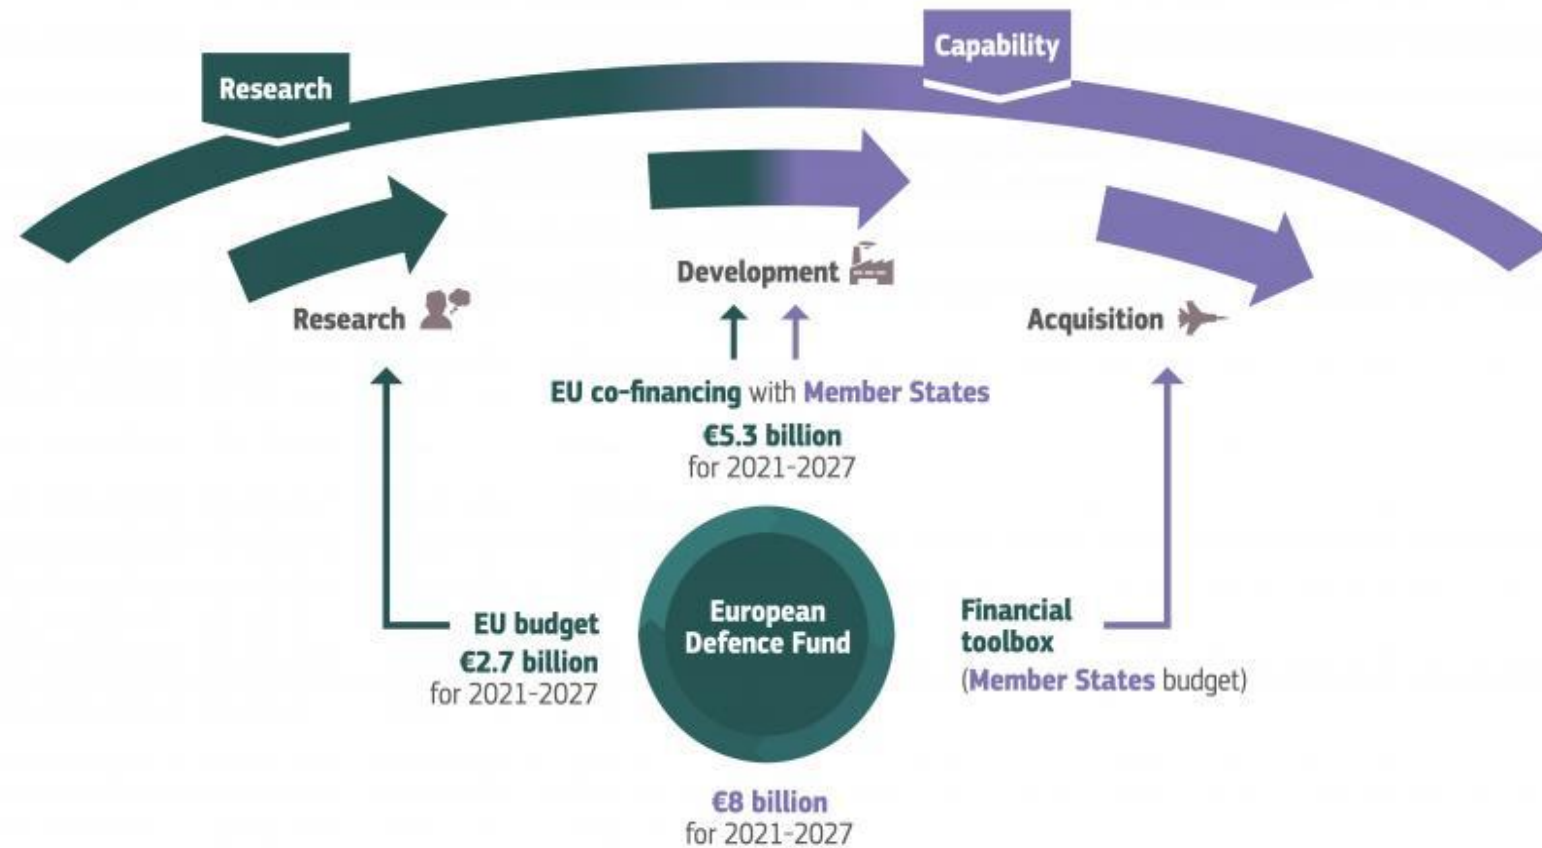 Research
Capability
Research
Development
Acquisition
EU co-financing with Member States
€5.3 billion
for 2021-2027
EU budget
€2.7 billion
for 2021-2027
European
Defence Fund
Financial
toolbox
(Member States budget)
€8 billion
for 2021-2027